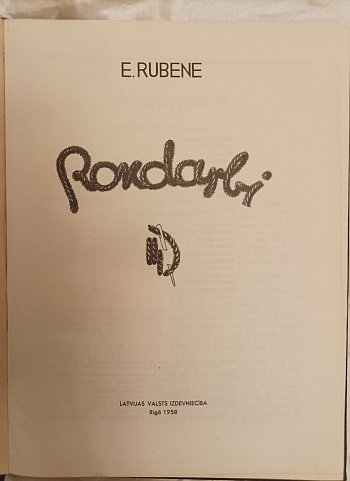 E. RUBENE
Rokdarbi
LATVIJAS VALSTS IZDEVNIECĪBA
Rīgā 1958